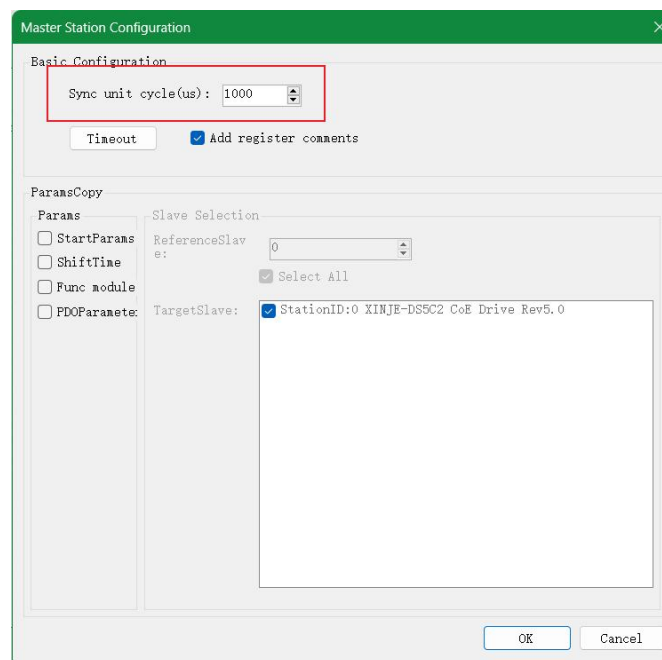 Master Station Configuration
Basic Configuration
Sync unit cycle(us): 1000
Timeout
Add register comments
ParamsCopy
Params
StartParams
ShiftTime
Func module
PDOParamete
Slave Selection
ReferenceSlav
e:
0
Select All
TargetSlave:
StationID:0 XINJE-DS5C2 CoE Drive Rev5.0
OK
Cancel